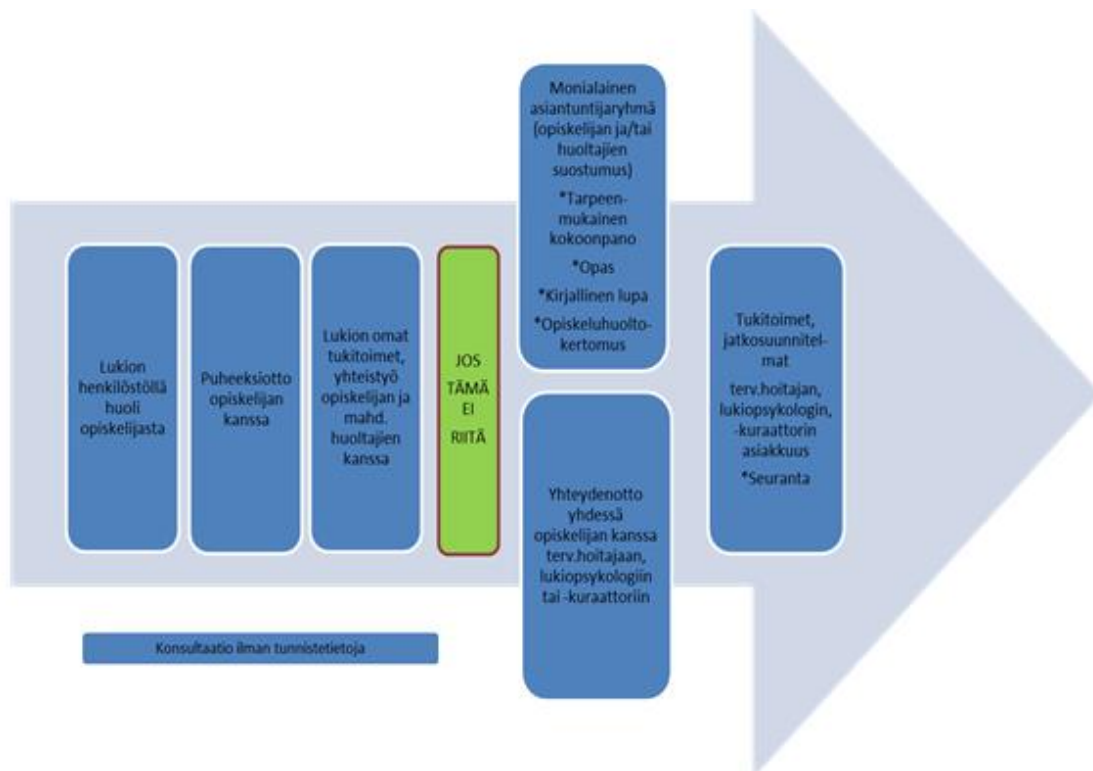 Lukion
henkilöstöllä
huoli
opiskelijasta
Puheeksiotto
opiskelijan
kanssa
Lukion omat
tukitoimet,
yhteistyö
opiskelijan ja
mahd.
huoltajien
kanssa
JOS
TÄMÄ
EI
RIITÄ
Monialainen
asiantuntijaryhmä
(opiskelijan ja/tai
huoltajien
suostumus)
*Tarpeen-
mukainen
kokoonpano
*Opas
*Kirjallinen lupa
*Opiskeluhuolto-
kertomus
Yhteydenotto
yhdessä
opiskelijan kanssa
terv.hoitajaan,
lukiopsykologiin
tai -kuraattoriin
Tukitoimet,
jatkosuunnitel-
mat
terv.hoitajan,
lukiopsykologin,
-kuraattorin
asiakkuus
*Seuranta
Konsultaatio ilman tunnistetietoja